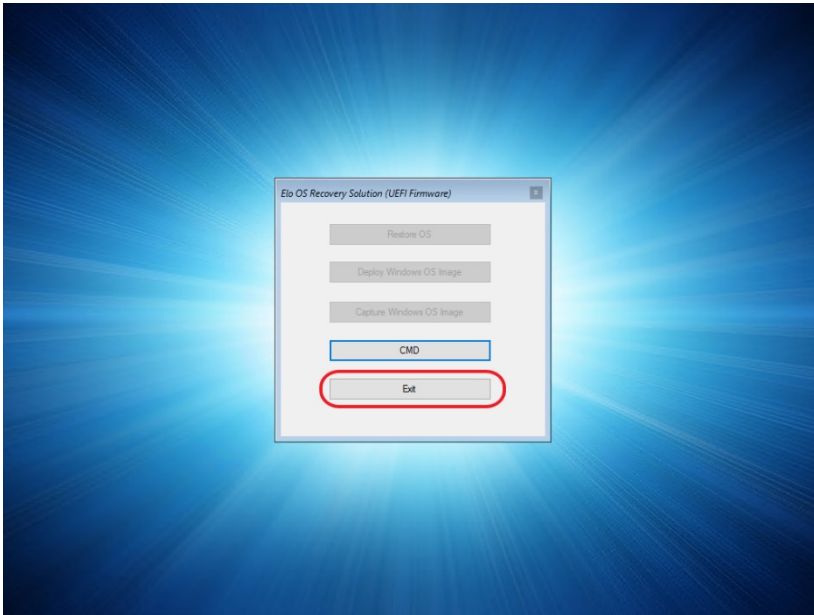 Elo OS Recovery Solution (UEFI Firmware)
x
Restore OS
Deploy Windows OS Image
Capture Windows OS Image
CMD
Exit